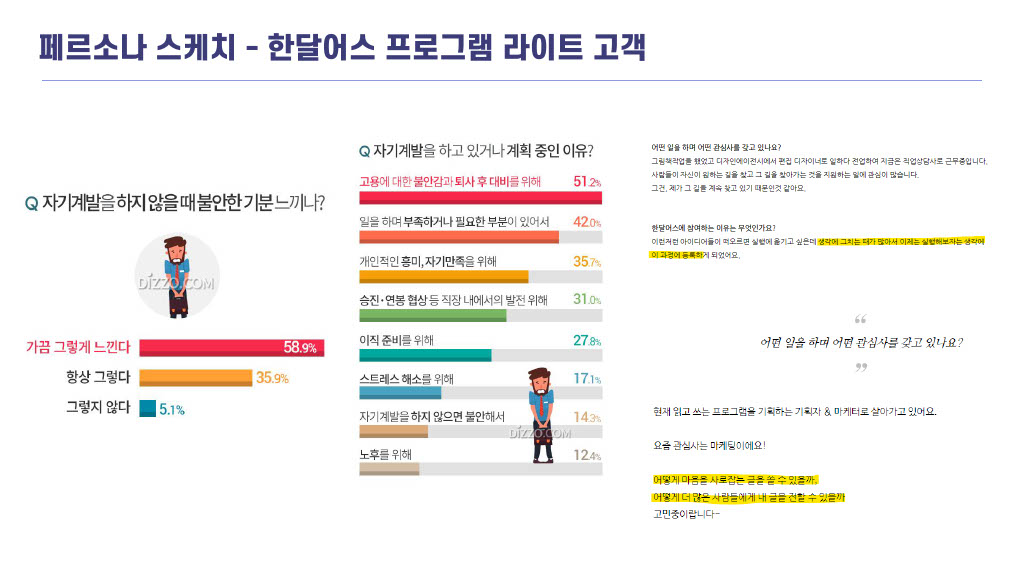 페르소나 스케치 - 한달어스 프로그램 라이트 고객
Q 자기계발을 하지 않을 때 불안한 기분 느끼나?
DIZZO.COM
가끔 그렇게 느낀다 58.9%
항상 그렇다 35.9%
그렇지 않다 5.1%
Q 자기계발을 하고 있거나 계획 중인 이유?
고용에 대한 불안감과 퇴사 후 대비를 위해 51.2%
일을 하며 부족하거나 필요한 부분이 있어서 42.0%
개인적인 흥미, 자기만족을 위해 35.7%
승진·연봉 협상 등 직장 내에서의 발전 위해 31.0%
이직 준비를 위해 27.8%
스트레스 해소를 위해 17.1%
자기계발을 하지 않으면 불안해서 14.3%
DIZZO.COM
노후를 위해 12.4%
어떤 일을 하며 어떤 관심사를 갖고 있나요?
그림책작업을 했었고 디자인에이전시에서 편집 디자이너로 일하다 전업하여 지금은 직업상담사로 근무중입니다.
사람들이 자신이 원하는 길을 찾고 그 길을 찾아가는 것을 지원하는 일에 관심이 많습니다.
그건, 제가 그 길을 계속 찾고 있기 때문인것 같아요.
한달어스에 참여하는 이유는 무엇인가요?
이런저런 아이디어들이 떠오르면 실행에 옮기고 싶은데 생각에 그치는 때가 많아서 이제는 실행해보자는 생각에
이 과정에 등록하게 되었어요.
“
어떤 일을 하며 어떤 관심사를 갖고 있나요?
”
현재 읽고 쓰는 프로그램을 기획하는 기획자 & 마케터로 살아가고 있어요.
요즘 관심사는 마케팅이에요!
어떻게 마음을 사로잡는 글을 쓸 수 있을까,
어떻게 더 많은 사람들에게 내 글을 전할 수 있을까
고민중이랍니다~